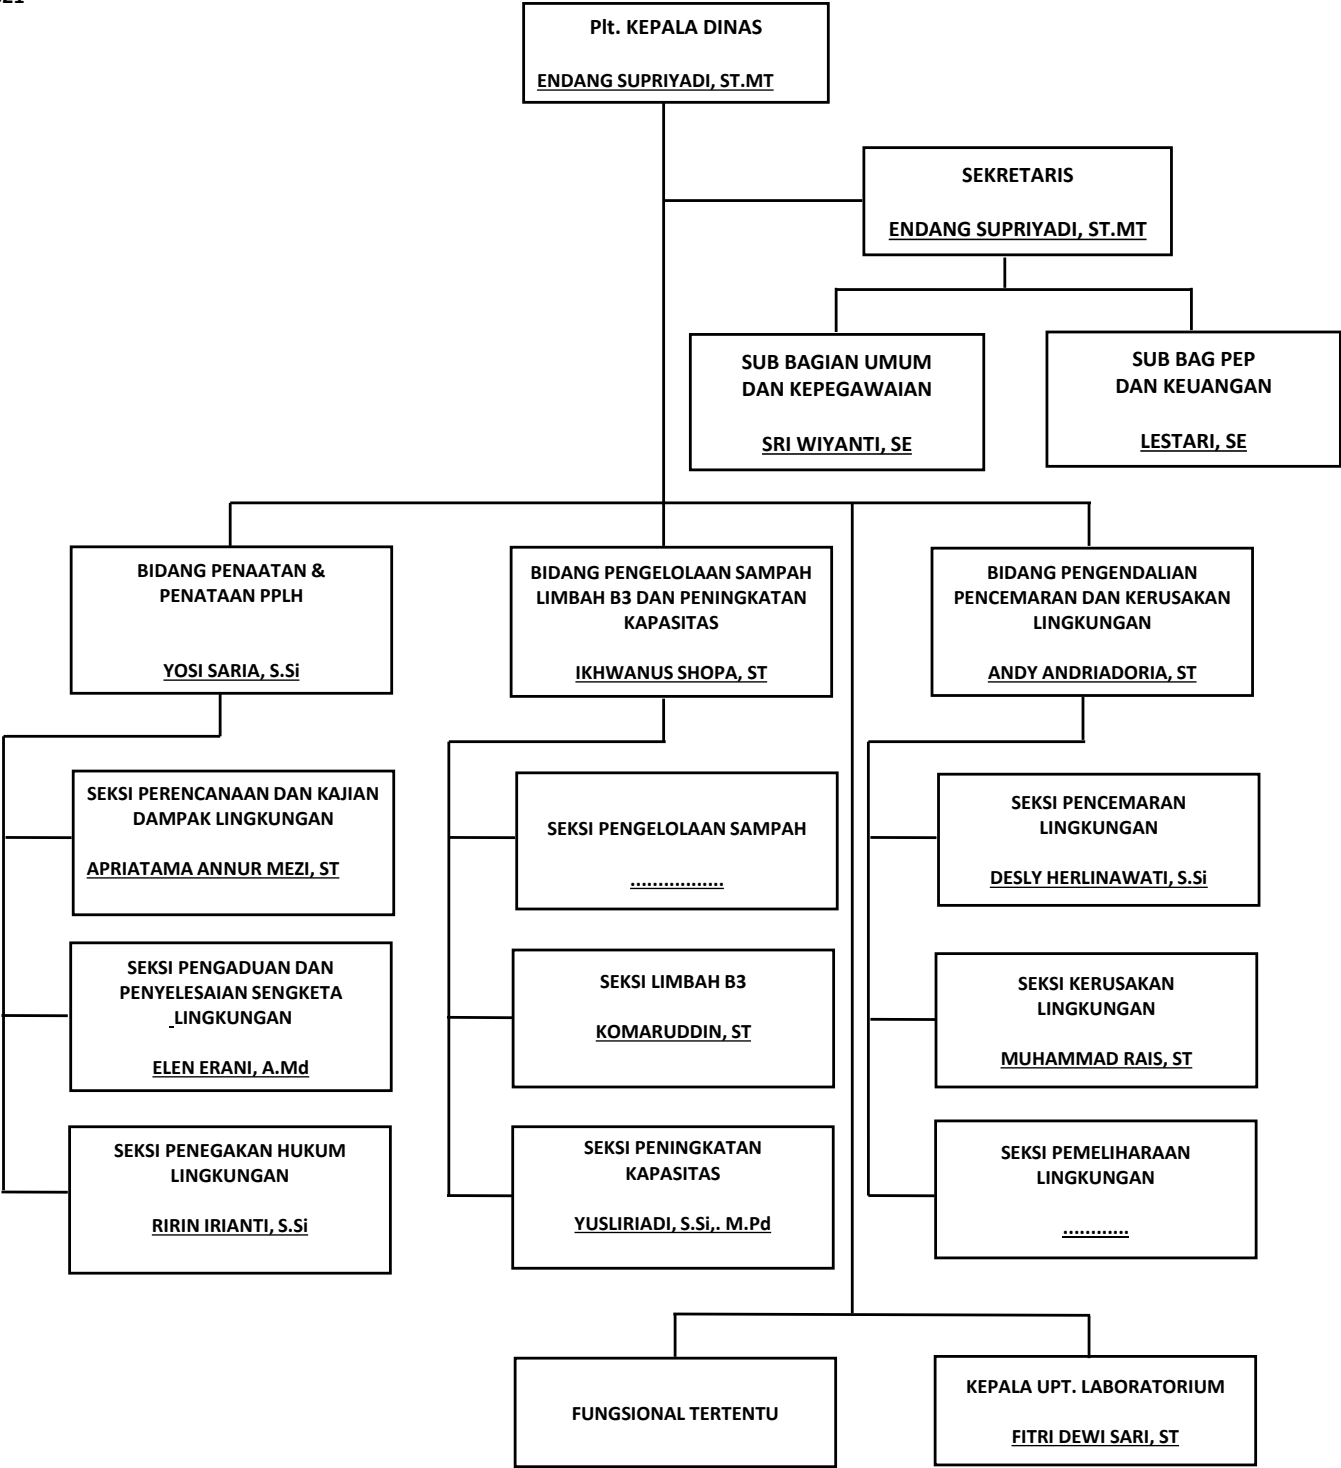 Plt. KEPALA DINAS
ENDANG SUPRIYADI, ST.MT
SEKRETARIS
ENDANG SUPRIYADI, ST.MT
SUB BAGIAN UMUM
DAN KEPEGAWAIAN
SRI WIYANTI, SE
SUB BAG PEP
DAN KEUANGAN
LESTARI, SE
BIDANG PENAATAN &
PENATAAN PPLH
YOSI SARIA, S.Si
BIDANG PENGELOLAAN SAMPAH
LIMBAH B3 DAN PENINGKATAN
KAPASITAS
IKHWANUS SHOPA, ST
BIDANG PENGENDALIAN
PENCEMARAN DAN KERUSAKAN
LINGKUNGAN
ANDY ANDRIADORIA, ST
SEKSI PERENCANAAN DAN KAJIAN
DAMPAK LINGKUNGAN
APRIATAMA ANNUR MEZI, ST
SEKSI PENGADUAN DAN
PENYELESAIAN SENGKETA
LINGKUNGAN
ELEN ERANI, A.Md
SEKSI PENEGAKAN HUKUM
LINGKUNGAN
RIRIN IRIANTI, S.Si
SEKSI PENGELOLAAN SAMPAH
.................
SEKSI LIMBAH B3
KOMARUDDIN, ST
SEKSI PENINGKATAN
KAPASITAS
YUSLIRIADI, S.Si,. M.Pd
SEKSI PENCEMARAN
LINGKUNGAN
DESLY HERLINAWATI, S.Si
SEKSI KERUSAKAN
LINGKUNGAN
MUHAMMAD RAIS, ST
SEKSI PEMELIHARAAN
LINGKUNGAN
............
FUNGSIONAL TERTENTU
KEPALA UPT. LABORATORIUM
FITRI DEWI SARI, ST